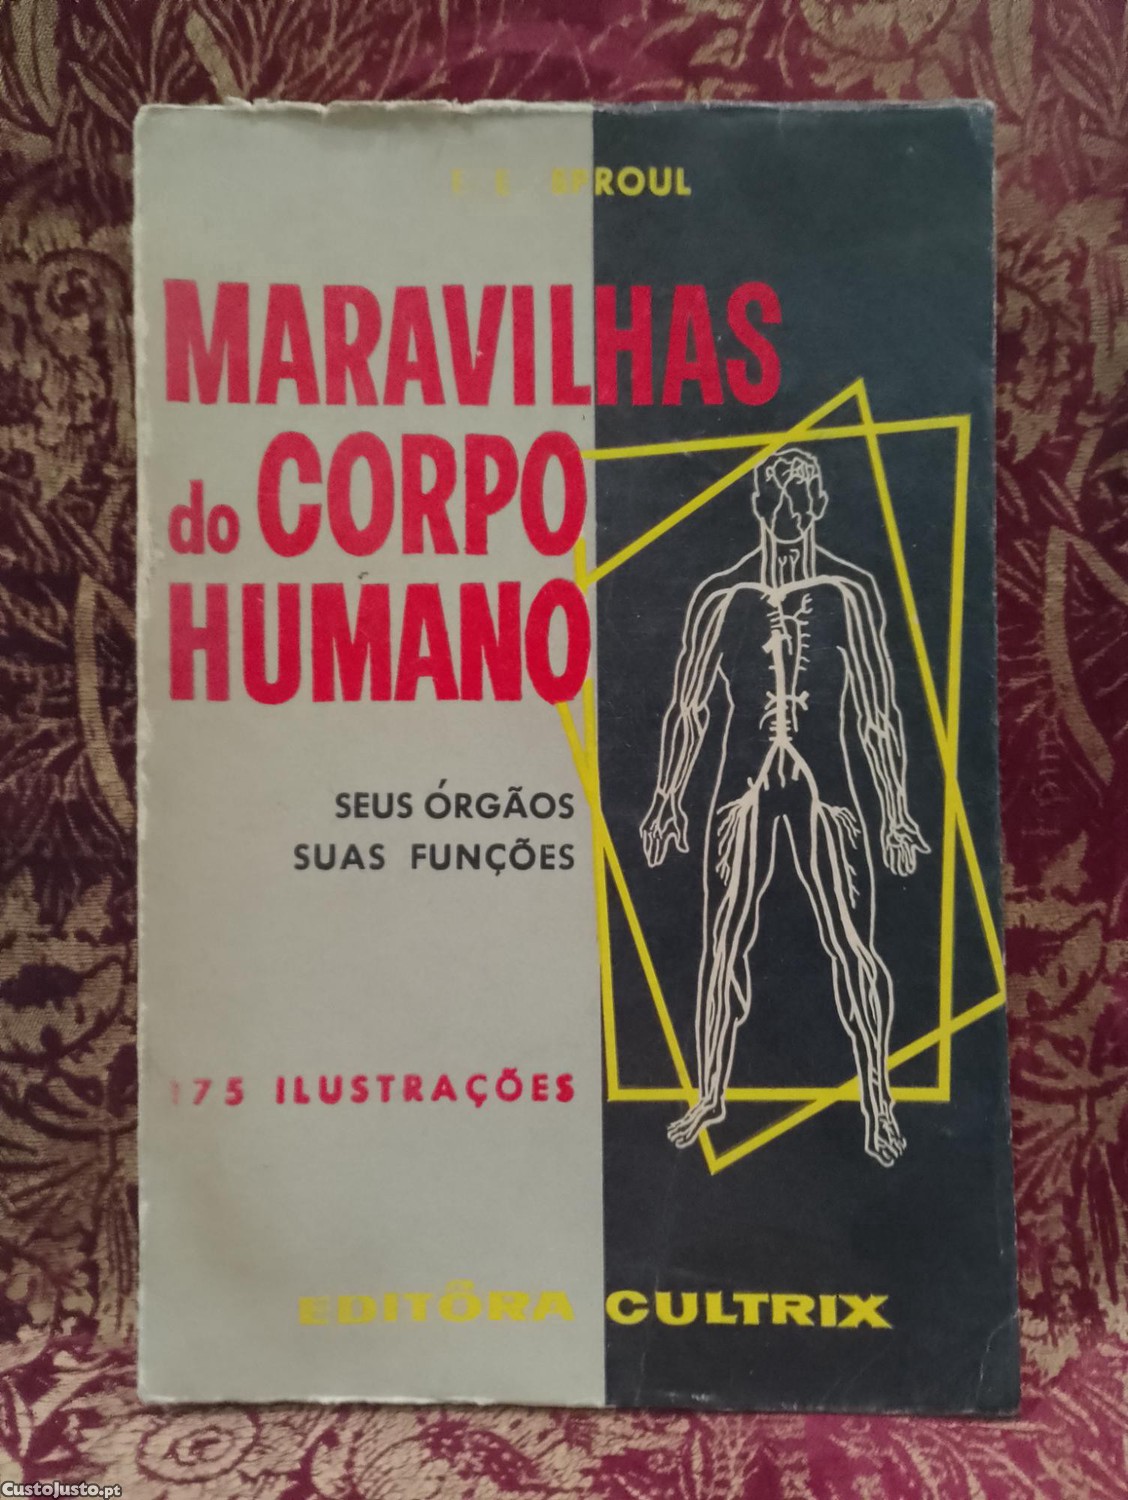 F. E. SPROUL
MARAVILHAS
do CORPO
HUMANO
SEUS ÓRGÃOS
SUAS FUNÇÕES
175 ILUSTRAÇÕES
EDITÔRA CULTRIX
CustoJusto.pt